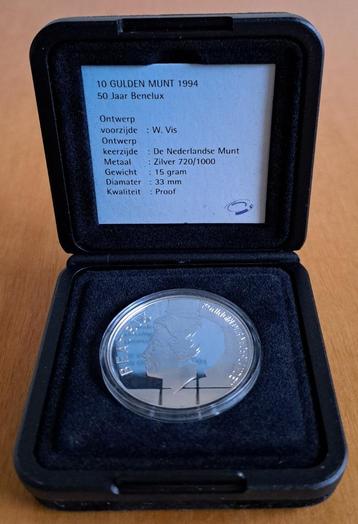 10 GULDEN MUNT 1994
50 Jaar Benelux
Ontwerp
voorzijde : W. Vis
Ontwerp
keerzijde : De Nederlandse Munt
Metaal : Zilver 720/1000
Gewicht : 15 gram
Diamater : 33 mm
Kwaliteit : Proof
BEATRIX